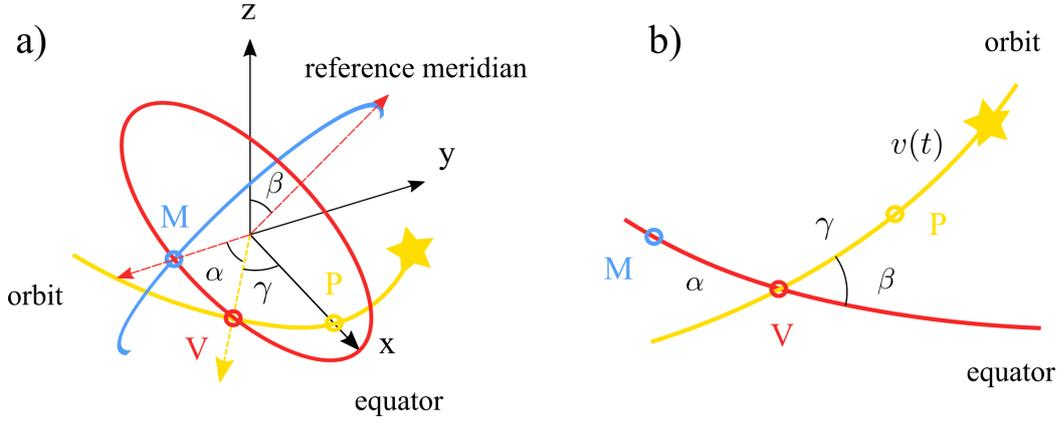 a)
z
reference meridian
y
β
M
α
γ
P
orbit
V
x
equator
b)
orbit
v(t)
P
γ
M
α
β
V
equator